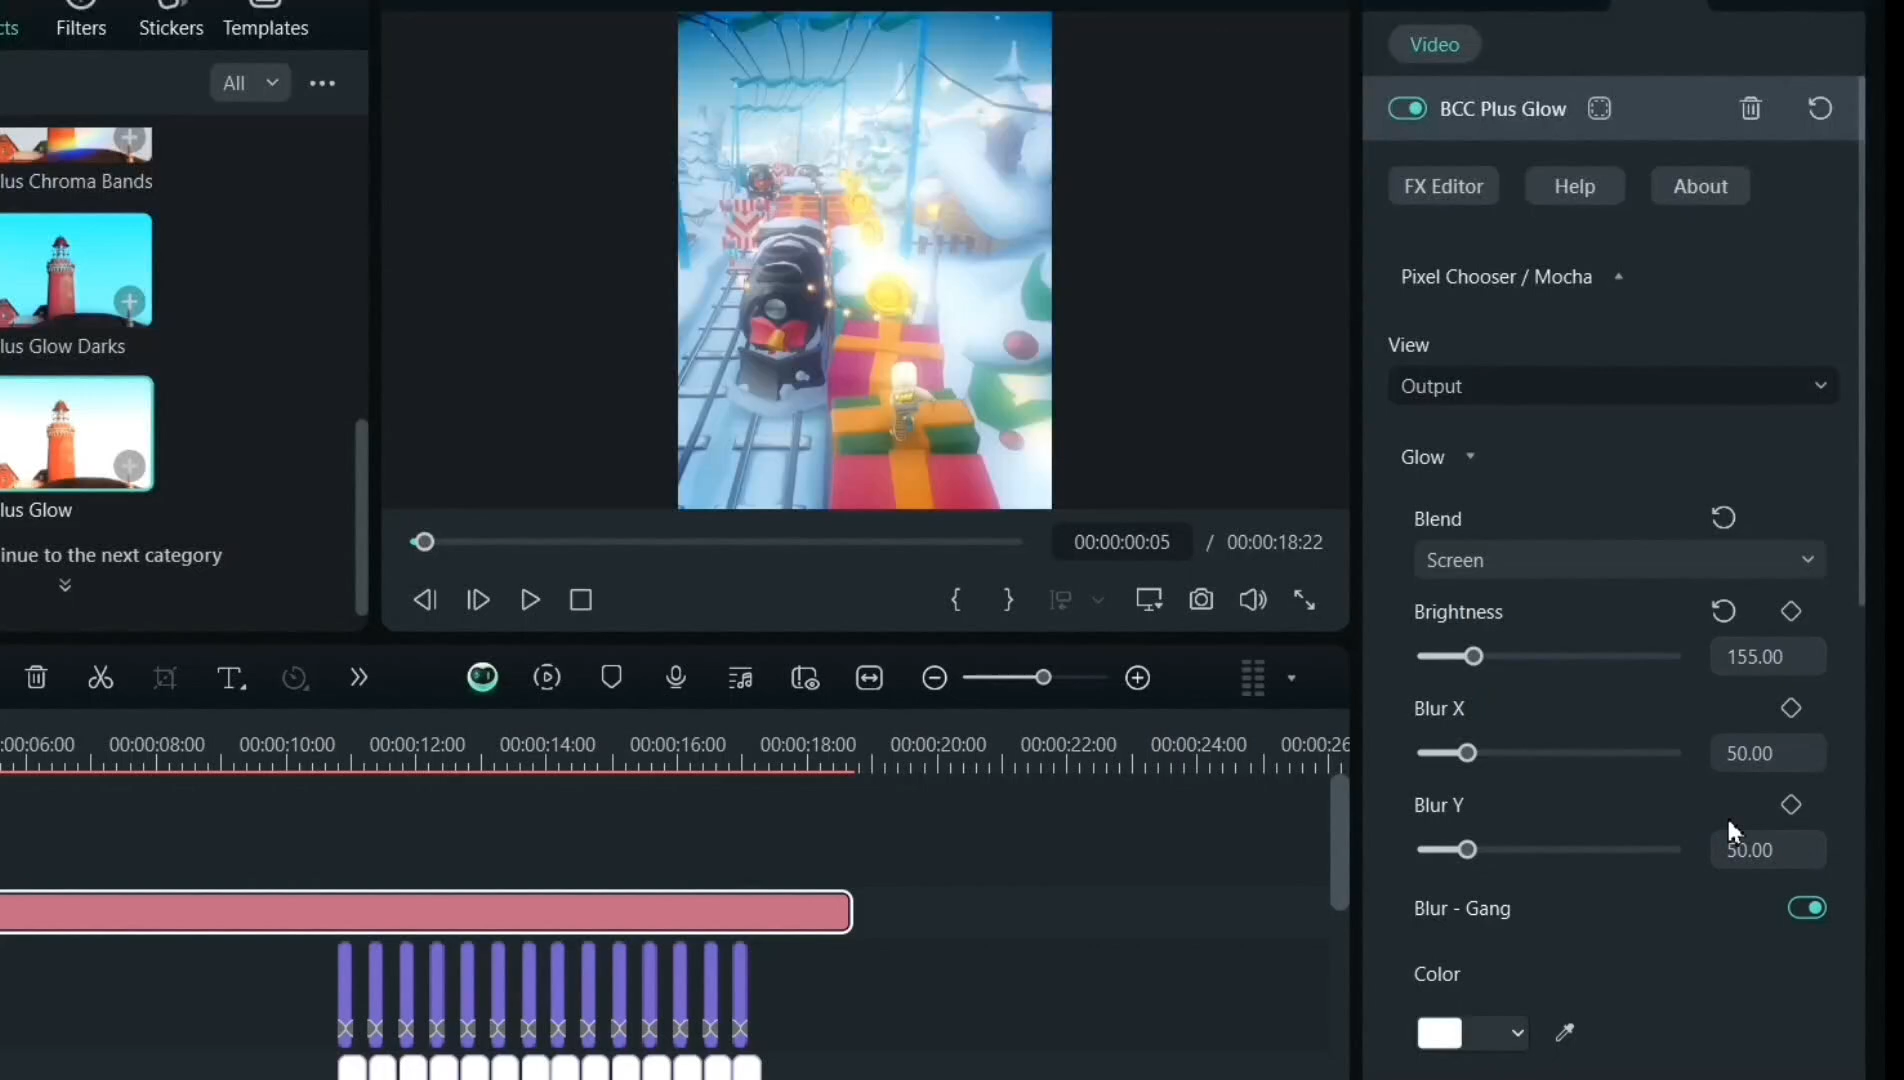 cts
Filters
Stickers
Templates
All
lus Chroma Bands
lus Glow Darks
lus Glow
inue to the next category
00:00:00:05 / 00:00:18:22
Video
BCC Plus Glow
FX Editor
Help
About
Pixel Chooser / Mocha
View
Output
Glow
Blend
Screen
Brightness
155.00
Blur X
50.00
Blur Y
50.00
Blur - Gang
Color
:00:06:00 00:00:08:00 00:00:10:00 00:00:12:00 00:00:14:00 00:00:16:00 00:00:18:00 00:00:20:00 00:00:22:00 00:00:24:00 00:00:26